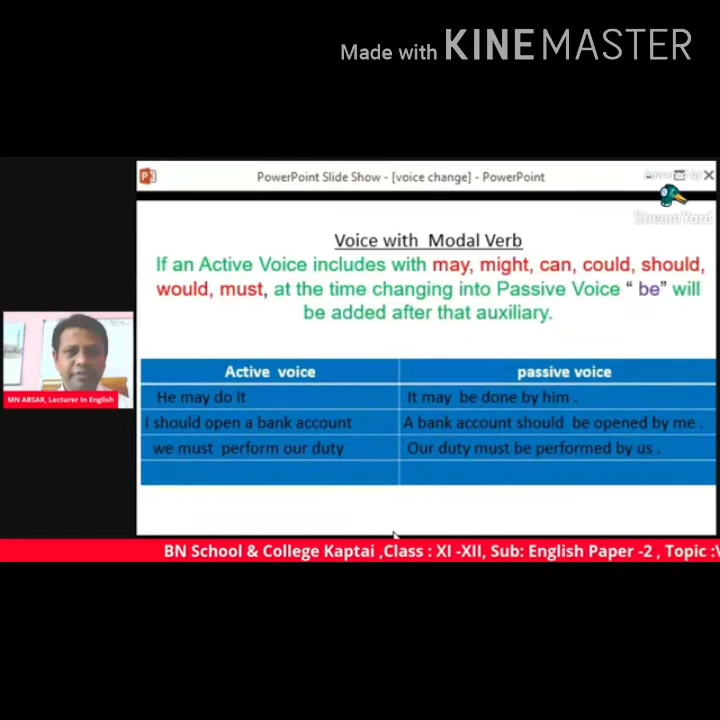 Made with KINEMASTER
PowerPoint Slide Show - [voice change] - PowerPoint
Powered by
StreamYard
Voice with Modal Verb
If an Active Voice includes with may, might, can, could, should,
would, must, at the time changing into Passive Voice “ be” will
be added after that auxiliary.
Active voice passive voice
He may do it It may be done by him .
I should open a bank account A bank account should be opened by me .
we must perform our duty Our duty must be performed by us .
MN ABSAR, Lecturer In English
BN School & College Kaptai ,Class : XI -XII, Sub: English Paper -2 , Topic :V